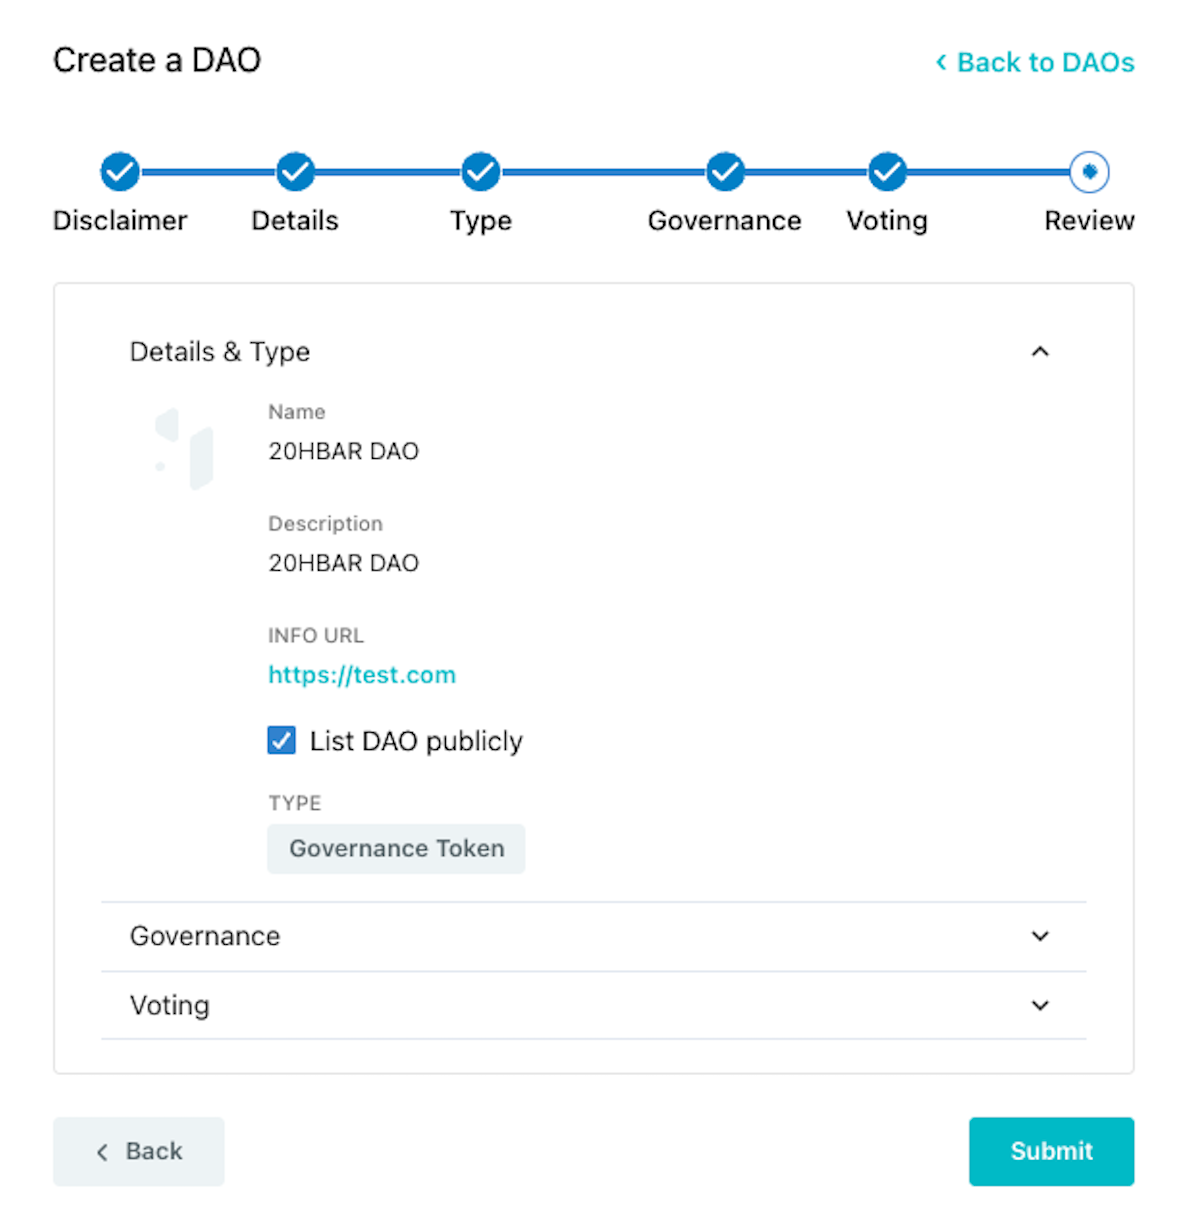 Create a DAO
Back to DAOs
Disclaimer Details Type Governance Voting Review
Details & Type
Name
20HBAR DAO
Description
20HBAR DAO
INFO URL
https://test.com
List DAO publicly
TYPE
Governance Token
Governance
Voting
Back
Submit